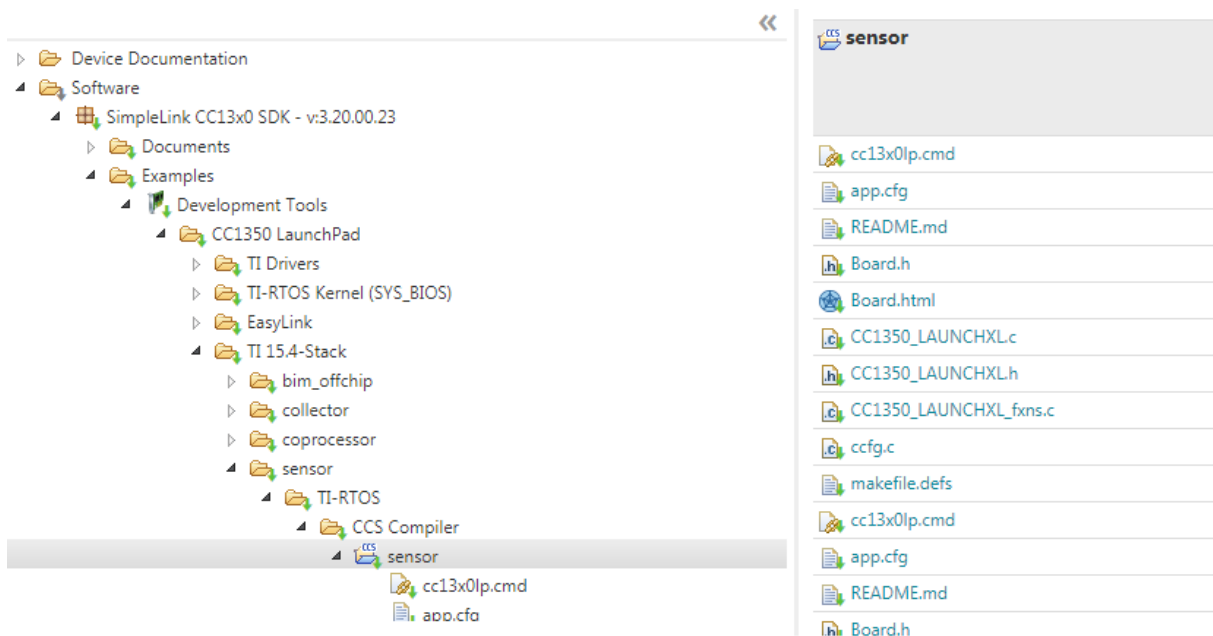 Device Documentation
Software
SimpleLink CC13x0 SDK - v:3.20.00.23
Documents
Examples
Development Tools
CC1350 LaunchPad
TI Drivers
TI-RTOS Kernel (SYS_BIOS)
EasyLink
TI 15.4-Stack
bim_offchip
collector
coprocessor
sensor
TI-RTOS
CCS Compiler
CCS sensor
cc13x0lp.cmd
app.cfg
CCS sensor
cc13x0lp.cmd
app.cfg
README.md
.h Board.h
Board.html
.c CC1350_LAUNCHXL.c
.h CC1350_LAUNCHXL.h
.c CC1350_LAUNCHXL_fxns.c
.c ccfg.c
makefile.defs
cc13x0lp.cmd
app.cfg
README.md
.h Board.h